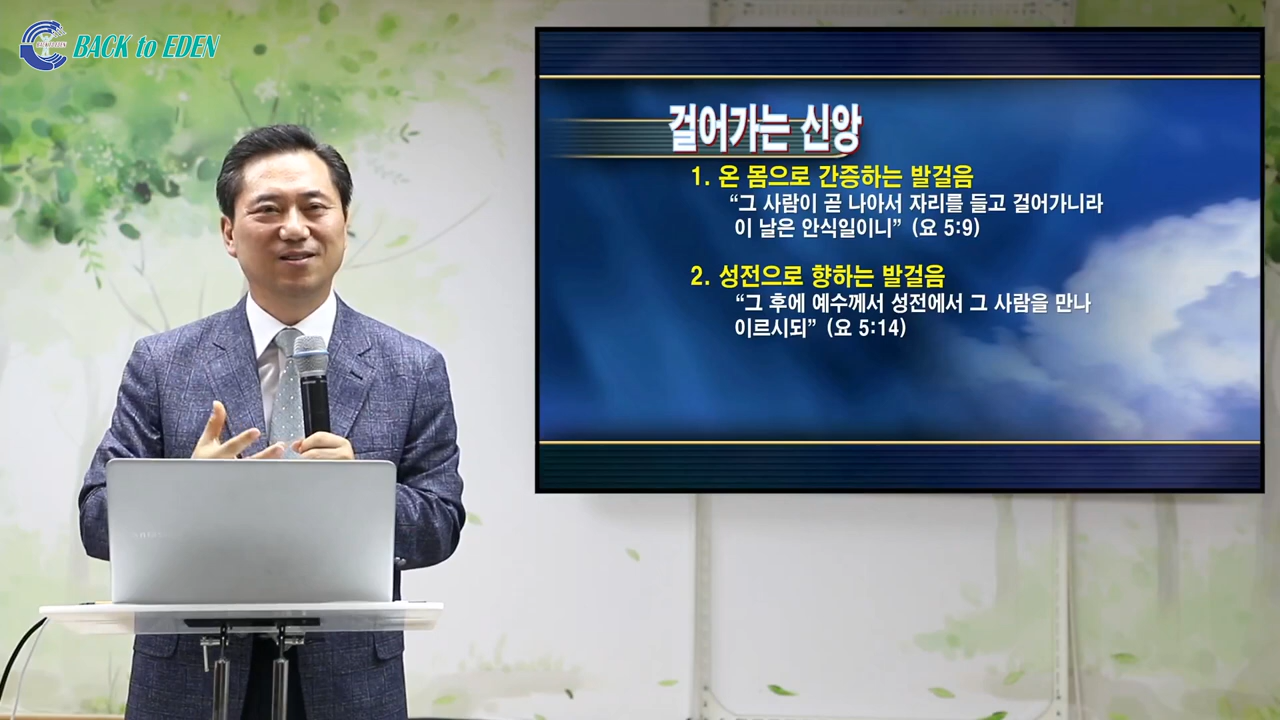 BACK to EDEN
걸어가는 신앙
1. 온 몸으로 간증하는 발걸음
“그 사람이 곧 나아서 자리를 들고 걸어가니라
이 날은 안식일이니” (요 5:9)
2. 성전으로 향하는 발걸음
“그 후에 예수께서 성전에서 그 사람을 만나
이르시되” (요 5:14)